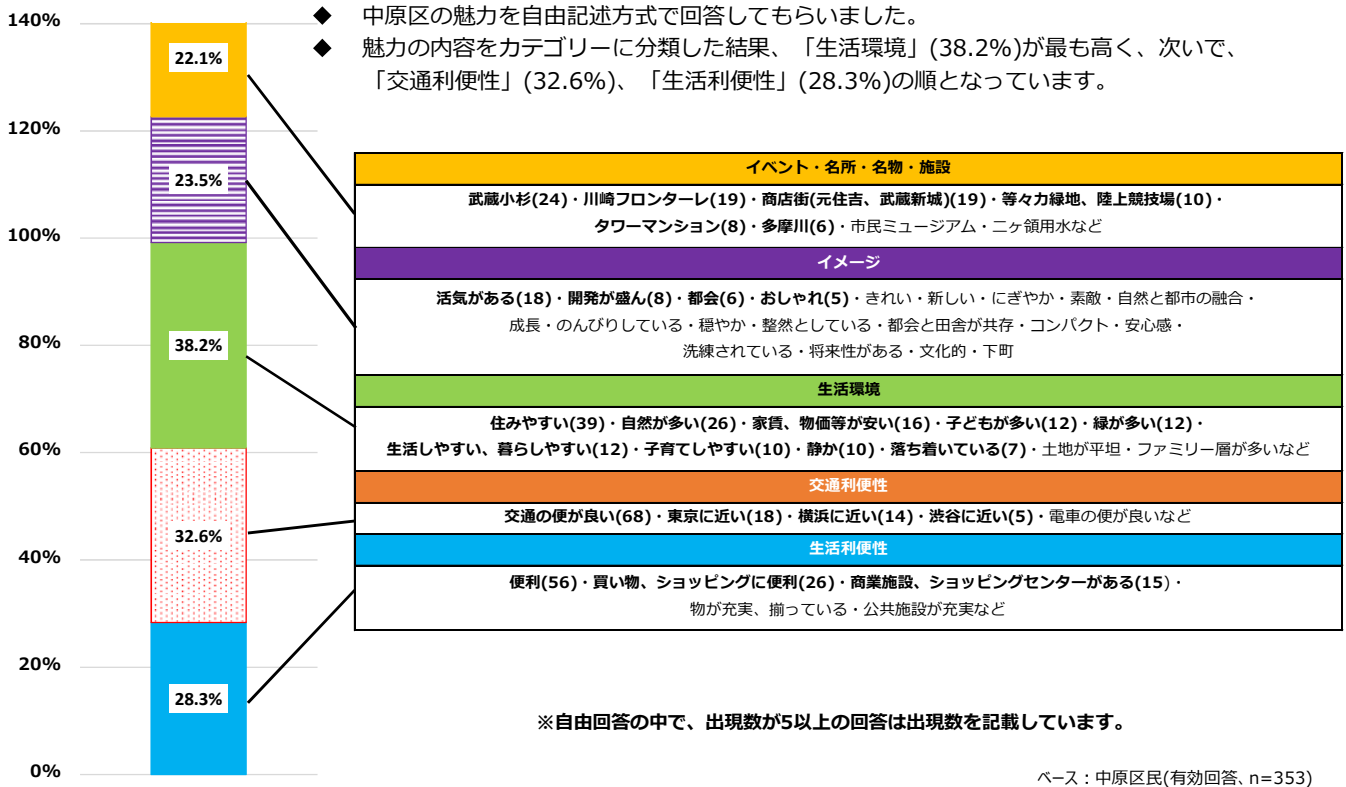 ◆ 中原区の魅力を自由記述方式で回答してもらいました。
◆ 魅力の内容をカテゴリーに分類した結果、「生活環境」(38.2%)が最も高く、次いで、
「交通利便性」(32.6%)、「生活利便性」(28.3%)の順となっています。
140%
120%
100%
80%
60%
40%
20%
0%
22.1%
23.5%
38.2%
32.6%
28.3%
イベント・名所・名物・施設
武蔵小杉(24)・川崎フロンターレ(19)・商店街(元住吉、武蔵新城)(19)・等々力緑地、陸上競技場(10)・
タワーマンション(8)・多摩川(6)・市民ミュージアム・二ヶ領用水など
イメージ
活気がある(18)・開発が盛ん(8)・都会(6)・おしゃれ(5)・きれい・新しい・にぎやか・素敵・自然と都市の融合・
成長・のんびりしている・穏やか・整然としている・都会と田舎が共存・コンパクト・安心感・
洗練されている・将来性がある・文化的・下町
生活環境
住みやすい(39)・自然が多い(26)・家賃、物価等が安い(16)・子どもが多い(12)・緑が多い(12)・
生活しやすい、暮らしやすい(12)・子育てしやすい(10)・静か(10)・落ち着いている(7)・土地が平坦・ファミリー層が多いなど
交通利便性
交通の便が良い(68)・東京に近い(18)・横浜に近い(14)・渋谷に近い(5)・電車の便が良いなど
生活利便性
便利(56)・買い物、ショッピングに便利(26)・商業施設、ショッピングセンターがある(15)・
物が充実、揃っている・公共施設が充実など
※自由回答の中で、出現数が5以上の回答は出現数を記載しています。
ベース：中原区民(有効回答、n=353)